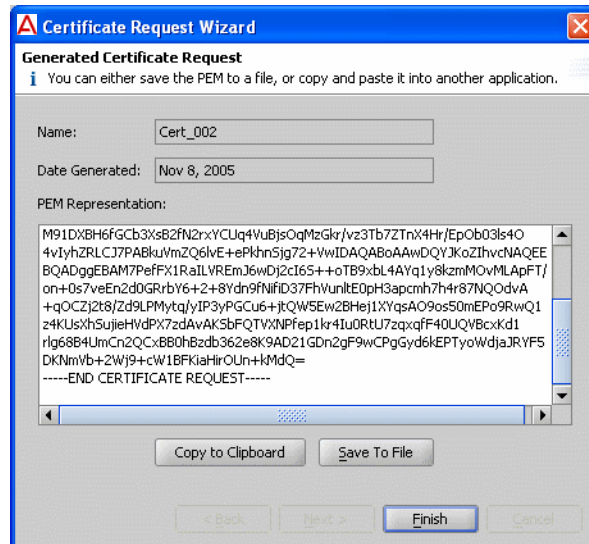 Certificate Request Wizard
Generated Certificate Request
i You can either save the PEM to a file, or copy and paste it into another application.
Name: Cert_002
Date Generated: Nov 8, 2005
PEM Representation:
M91DXBH6fGCb3XsB2fN2rxYCUq4VuBjsOqMzGkr/vz3Tb7ZTnX4Hr/EpOb03ls4O
4vIyhZRLCJ7PABkuVmZQ6lvE+ePkhnSjg72+VwIDAQABoAAwDQYJKoZIhvcNAQEE
BQADggEBAM7PefFX1RaILVREmJ6wDj2cI6S++oTB9xbL4AYq1y8kzmMOvMLApFT/
on+0s7veEn2d0GRrbY6+2+8Ydn9fNifiD37FhVunltE0pH3apcmh7h4r87NQOdvA
+qOCZj2t8/Zd9LPMytq/yIP3yPGCu6+jtQW5Ew2BHej1XYqsAO9os50mEPo9RwQ1
z4KUsXhSujieHVdPX7zdAvAKSbFQTVXNPfep1kr4Iu0RtU7zqxqfF40UQVBcxKd1
rlg68B4UmCn2QCxBB0hBzdb362e8K9AD21GDn2gF9wCPgGyd6kEPTyoWdjaJRYF5
DKNmVb+2Wj9+cW1BFKiaHirOUn+kMdQ=
-----END CERTIFICATE REQUEST-----
Copy to Clipboard Save To File
< Back Next > Finish Cancel